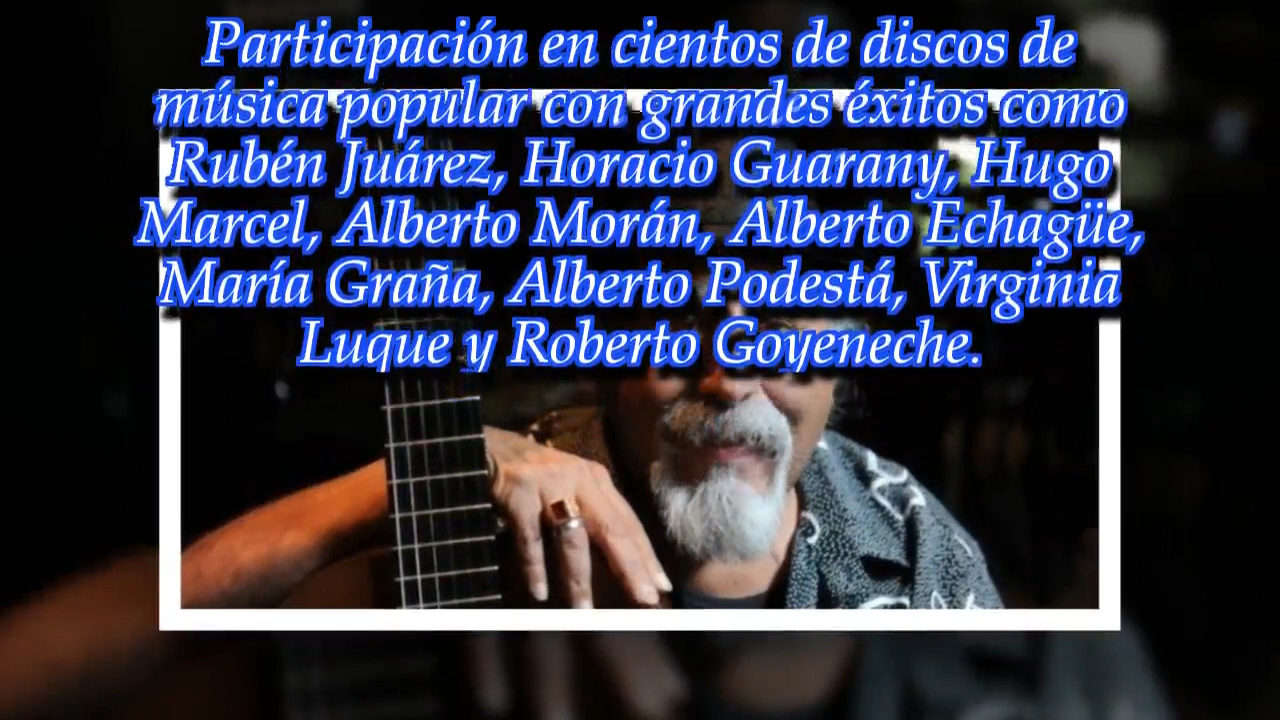 Participación en cientos de discos de
música popular con grandes éxitos como
Rubén Juárez, Horacio Guarany, Hugo
Marcel, Alberto Morán, Alberto Echagüe,
María Graña, Alberto Podestá, Virginia
Luque y Roberto Goyeneche.